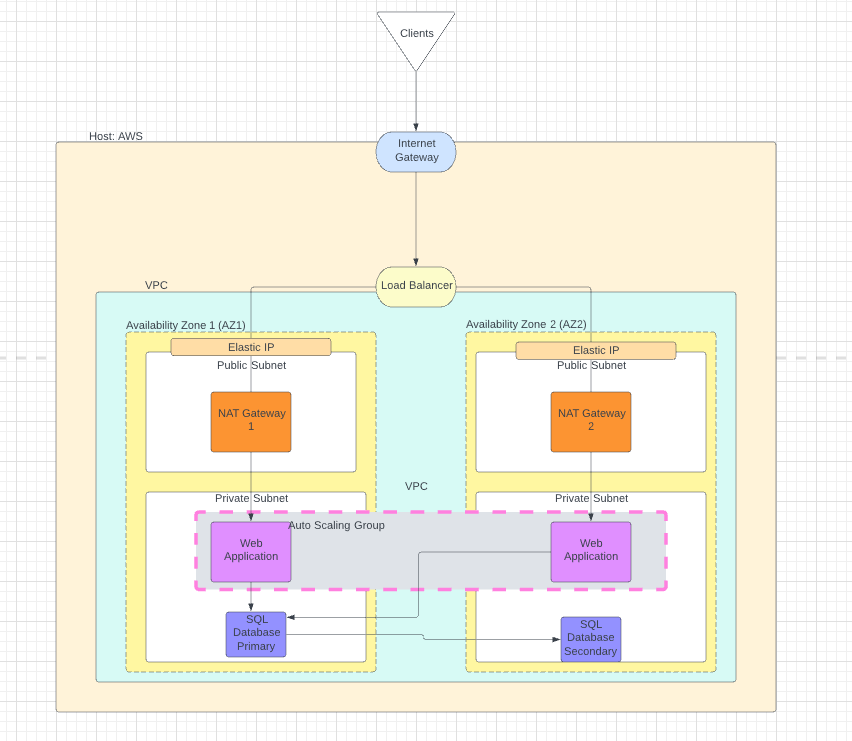 Clients
Host: AWS
Internet
Gateway
VPC
Load Balancer
Availability Zone 1 (AZ1)
Availability Zone 2 (AZ2)
Elastic IP
Elastic IP
Public Subnet
Public Subnet
NAT Gateway
1
NAT Gateway
2
VPC
Private Subnet
Private Subnet
Auto Scaling Group
Web
Application
Web
Application
SQL
Database
Primary
SQL
Database
Secondary